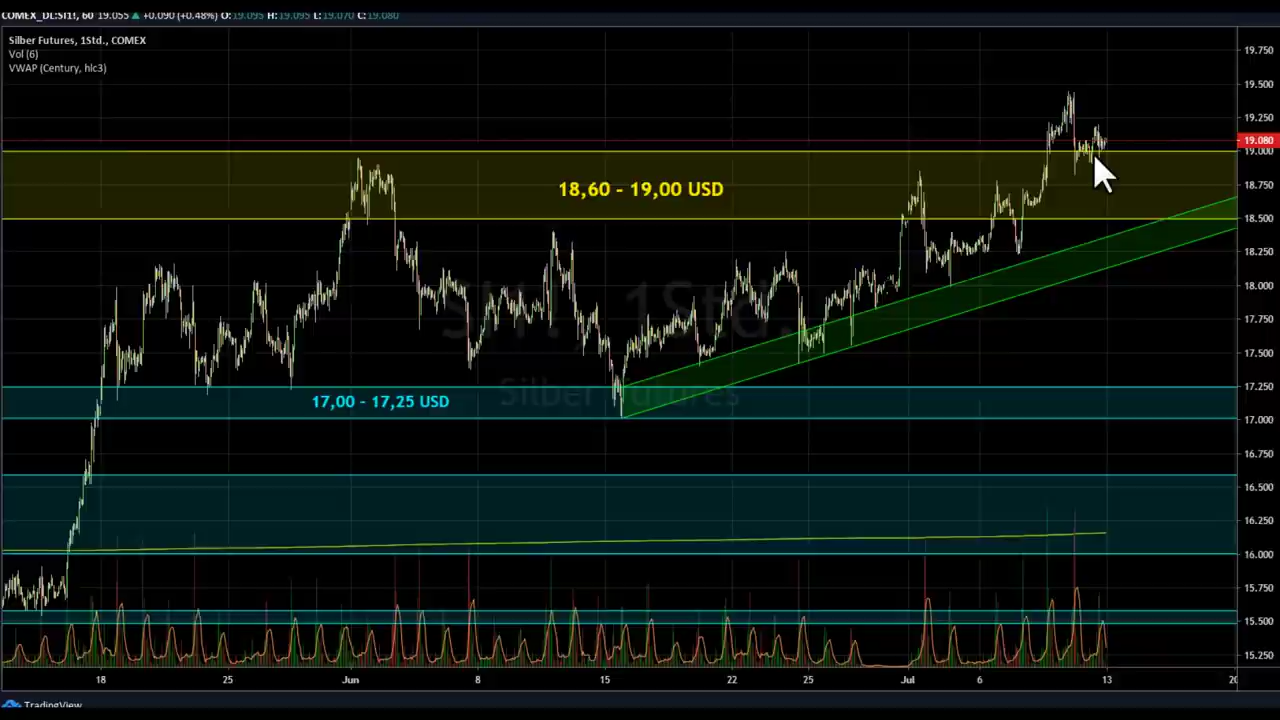 COMEX_DL:SI1!, 60 19.055 ▲ +0.090 (+0.48%) O:19.095 H:19.095 L:19.070 C:19.080
Silber Futures, 1Std., COMEX
Vol (6)
VWAP (Century, hlc3)
19.750
19.500
19.250
19.080
19.000
18,60 - 19,00 USD
18.750
18.500
18.250
18.000
SI1!, 1Std.
17.750
17.500
Silber Futures
17.250
17,00 - 17,25 USD
17.000
16.750
16.500
16.250
16.000
15.750
15.500
15.250
18 25 Jun 8 15 22 25 Jul 6 13 20
TradingView